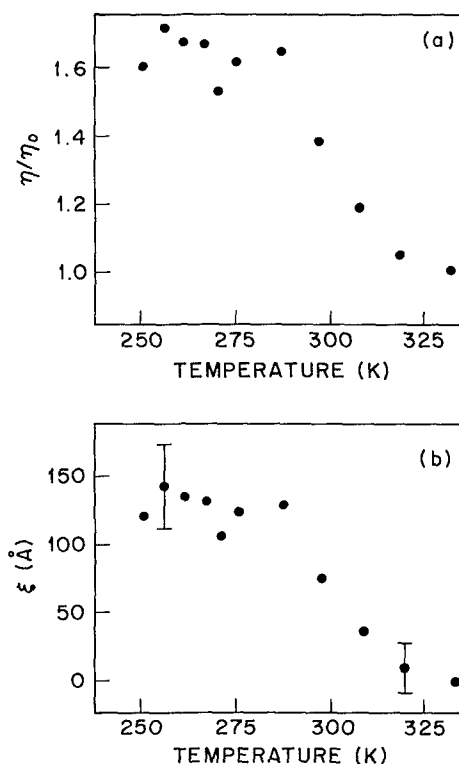 (a)
1.6
1.4
1.2
1.0
η/η₀
250 275 300 325
TEMPERATURE (K)
(b)
150
100
50
0
ξ (Å)
250 275 300 325
TEMPERATURE (K)